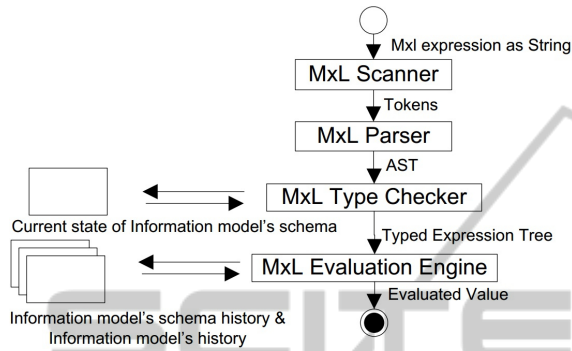 Mxl expression as String
MxL Scanner
Tokens
MxL Parser
AST
MxL Type Checker
Current state of Information model's schema
Typed Expression Tree
MxL Evaluation Engine
Evaluated Value
Information model's schema history &
Information model's history
SCITE